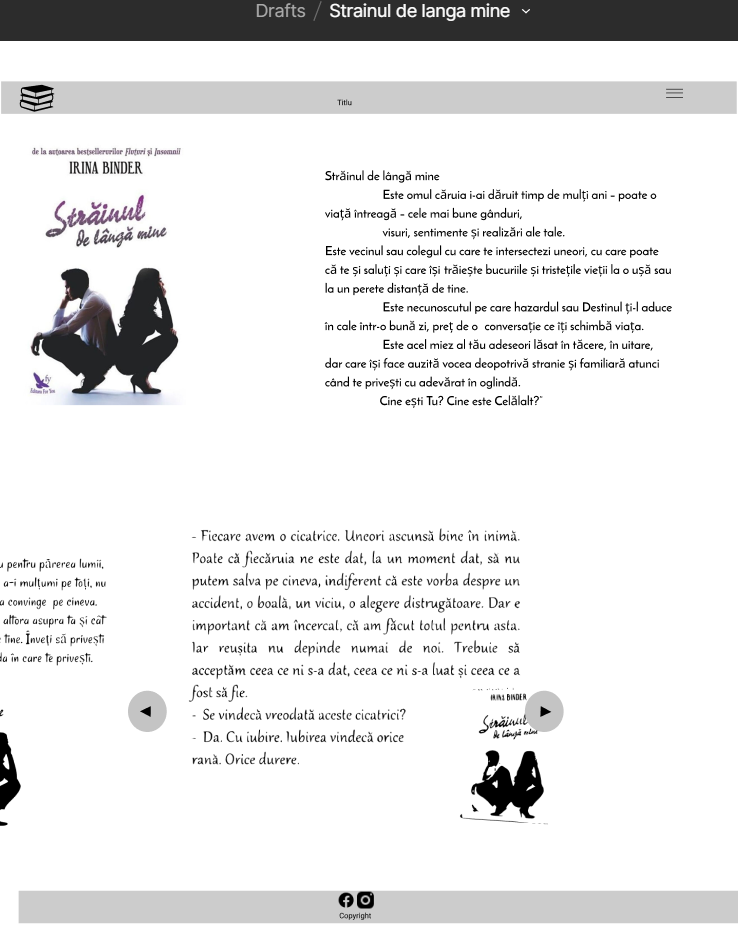 Drafts / Strainul de langa mine
Titlu
de la autoarea bestsellerurilor Fluturi și Insomnii
IRINA BINDER
Străinul
de lângă mine
Editura For You
Străinul de lângă mine
Este omul căruia i-ai dăruit timp de mulți ani – poate o
viață întreagă – cele mai bune gânduri,
visuri, sentimente și realizări ale tale.
Este vecinul sau colegul cu care te intersectezi uneori, cu care poate
că te și saluți și care își trăiește bucuriile și tristețile vieții la o ușă sau
la un perete distanță de tine.
Este necunoscutul pe care hazardul sau Destinul ți-l aduce
în cale într-o bună zi, preț de o conversație ce îți schimbă viața.
Este acel miez al tău adeseori lăsat în tăcere, în uitare,
dar care își face auzită vocea deopotrivă stranie și familiară atunci
când te privești cu adevărat în oglindă.
Cine ești Tu? Cine este Celălalt?"
pentru părerea lumii,
a-i mulțumi pe toți, nu
a convinge pe cineva.
altora asupra ta și cât
tine. Înveți să privești
în care te privești.
- Fiecare avem o cicatrice. Uneori ascunsă bine în inimă.
Poate că fiecăruia ne este dat, la un moment dat, să nu
putem salva pe cineva, indiferent că este vorba despre un
accident, o boală, un viciu, o alegere distrugătoare. Dar e
important că am încercat, că am făcut totul pentru asta.
Iar reușita nu depinde numai de noi. Trebuie să
acceptăm ceea ce ni s-a dat, ceea ce ni s-a luat și ceea ce a
fost să fie.
- Se vindecă vreodată aceste cicatrici?
- Da. Cu iubire. Iubirea vindecă orice
rană. Orice durere.
IRINA BINDER
Străinul
de lângă mine
Copyright